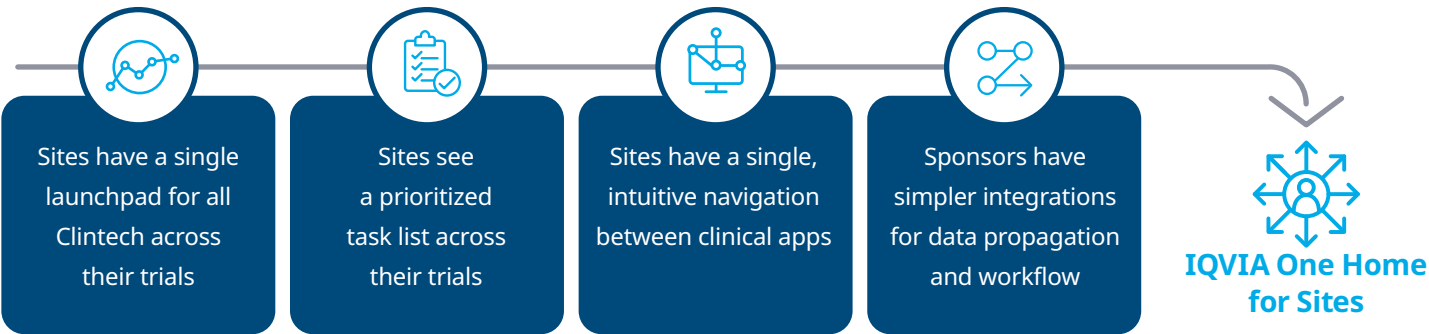 Sites have a single
launchpad for all
Clintech across
their trials
Sites see
a prioritized
task list across
their trials
Sites have a single,
intuitive navigation
between clinical apps
Sponsors have
simpler integrations
for data propagation
and workflow
IQVIA One Home
for Sites